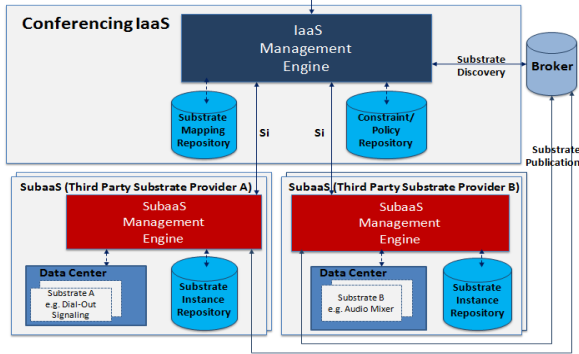 Conferencing IaaS
IaaS
Management
Engine
Substrate
Discovery
Broker
Substrate
Mapping
Repository
Constraint/
Policy
Repository
Si
Si
Substrate
Publication
SubaaS (Third Party Substrate Provider A)
SubaaS
Management
Engine
Data Center
Substrate A
e.g. Dial-Out
Signaling
Substrate
Instance
Repository
SubaaS (Third Party Substrate Provider B)
SubaaS
Management
Engine
Data Center
Substrate B
e.g. Audio Mixer
Substrate
Instance
Repository